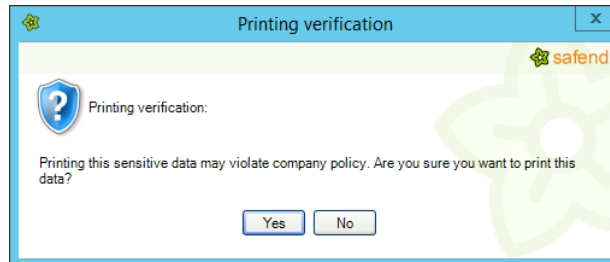 Printing verification
x
safend
Printing verification:
Printing this sensitive data may violate company policy. Are you sure you want to print this
data?
Yes No